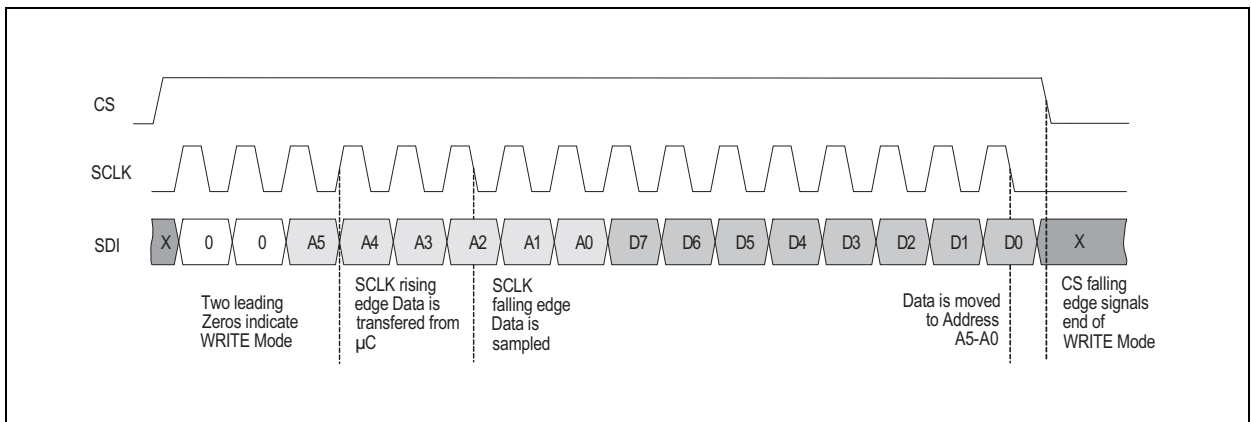 CS
SCLK
SDI X 0 0 A5 A4 A3 A2 A1 A0 D7 D6 D5 D4 D3 D2 D1 D0 X
Two leading
Zeros indicate
WRITE Mode
SCLK rising
edge Data is
transfered from
µC
SCLK
falling edge
Data is
sampled
Data is moved
to Address
A5-A0
CS falling
edge signals
end of
WRITE Mode